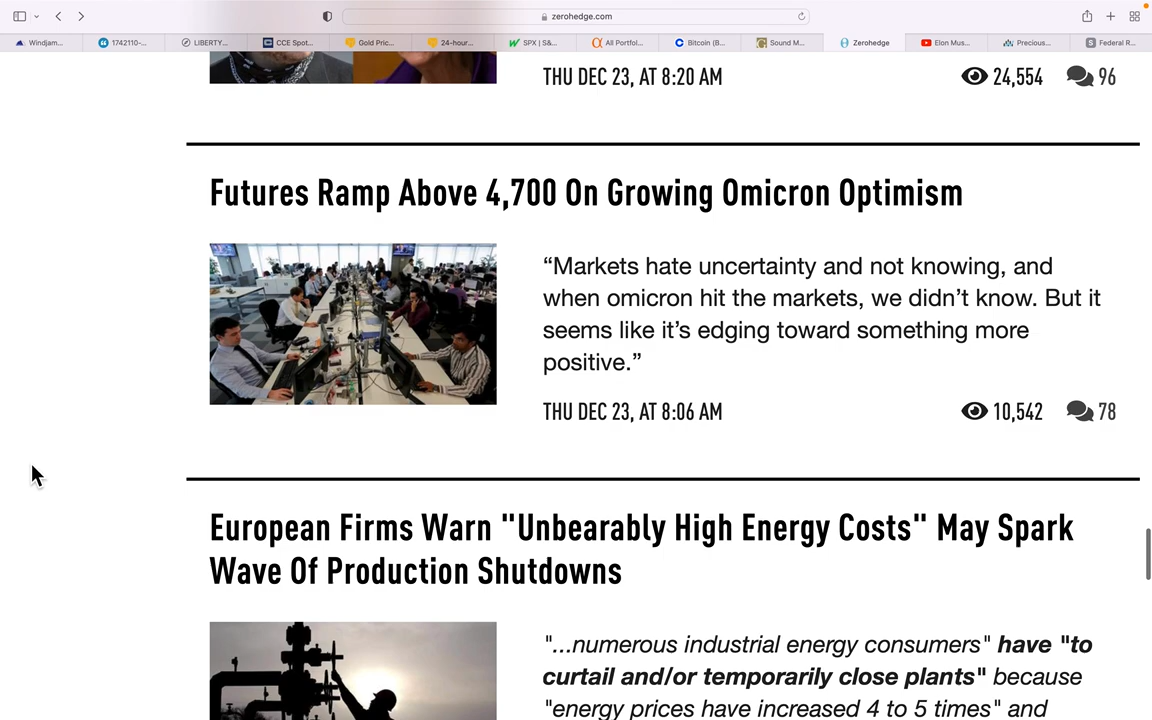 zerohedge.com
Windjam...
1742110-...
LIBERTY...
CCE Spot...
Gold Pric...
24-hour...
SPX | S&...
All Portfol...
Bitcoin (B...
Sound M...
Zerohedge
Elon Mus...
Precious...
Federal R...
THU DEC 23, AT 8:20 AM
24,554
96
Futures Ramp Above 4,700 On Growing Omicron Optimism
“Markets hate uncertainty and not knowing, and
when omicron hit the markets, we didn’t know. But it
seems like it’s edging toward something more
positive.”
THU DEC 23, AT 8:06 AM
10,542
78
European Firms Warn "Unbearably High Energy Costs" May Spark
Wave Of Production Shutdowns
"...numerous industrial energy consumers" have "to
curtail and/or temporarily close plants" because
"energy prices have increased 4 to 5 times" and